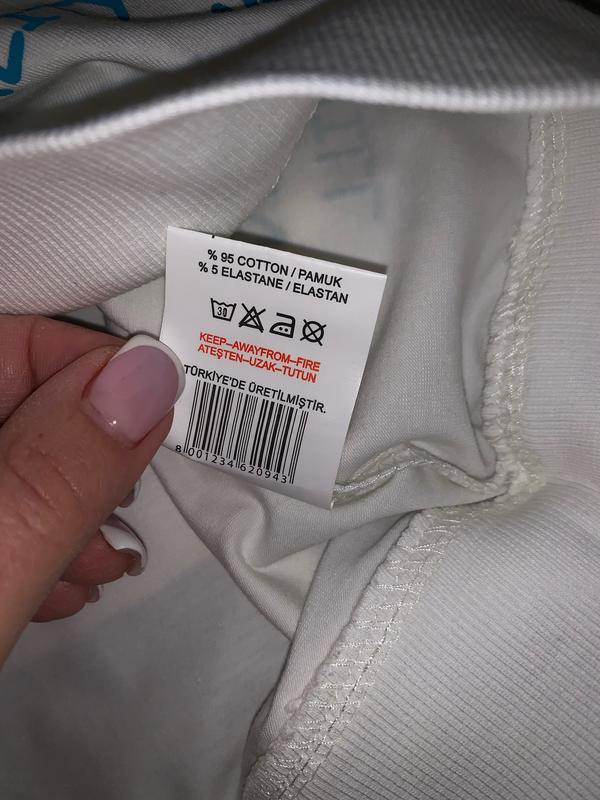 % 95 COTTON / PAMUK
% 5 ELASTANE / ELASTAN
30
KEEP–AWAYFROM–FIRE
ATEŞTEN–UZAK–TUTUN
TÜRKİYE'DE ÜRETİLMİŞTİR.
8 001234 620943